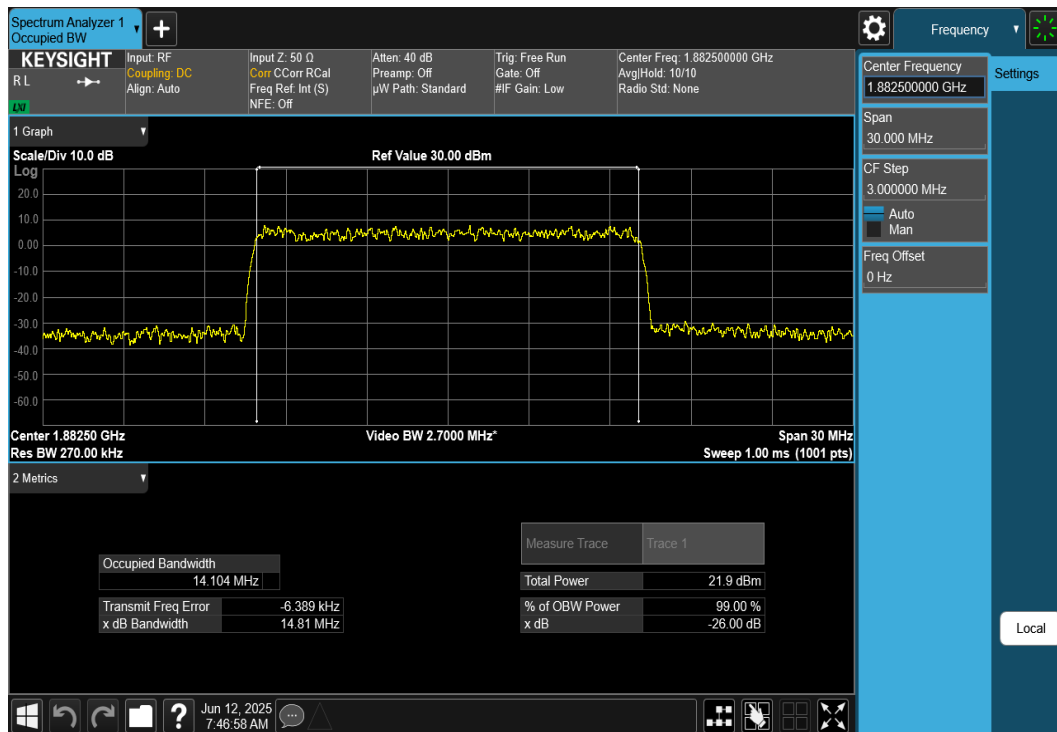 Spectrum Analyzer 1
Occupied BW
Frequency
KEYSIGHT
R L
LXI
Input: RF
Coupling: DC
Align: Auto
Input Z: 50 Ω
Corr CCorr RCal
Freq Ref: Int (S)
NFE: Off
Atten: 40 dB
Preamp: Off
µW Path: Standard
Trig: Free Run
Gate: Off
#IF Gain: Low
Center Freq: 1.882500000 GHz
Avg|Hold: 10/10
Radio Std: None
Center Frequency
1.882500000 GHz
Settings
Span
30.000 MHz
CF Step
3.000000 MHz
Auto
Man
Freq Offset
0 Hz
1 Graph
Scale/Div 10.0 dB
Ref Value 30.00 dBm
Log
20.0
10.0
0.00
-10.0
-20.0
-30.0
-40.0
-50.0
-60.0
Center 1.88250 GHz
Video BW 2.7000 MHz*
Span 30 MHz
Res BW 270.00 kHz
Sweep 1.00 ms (1001 pts)
2 Metrics
Measure Trace
Trace 1
Occupied Bandwidth
14.104 MHz
Total Power
21.9 dBm
Transmit Freq Error
-6.389 kHz
% of OBW Power
99.00 %
x dB Bandwidth
14.81 MHz
x dB
-26.00 dB
Local
Jun 12, 2025
7:46:58 AM